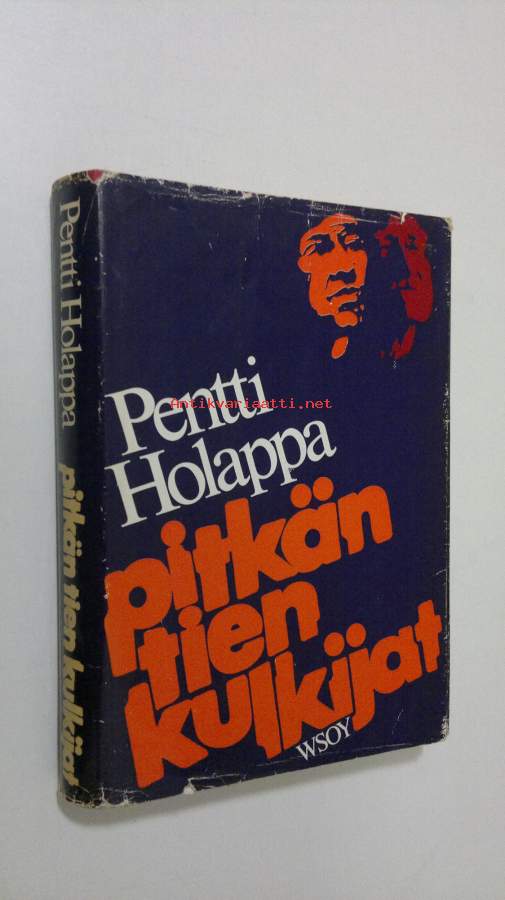 Pentti Holappa
pitkän tien kulkijat
Pentti
Holappa
Antikvariaatti.net
pitkän
tien
kulkijat
WSOY